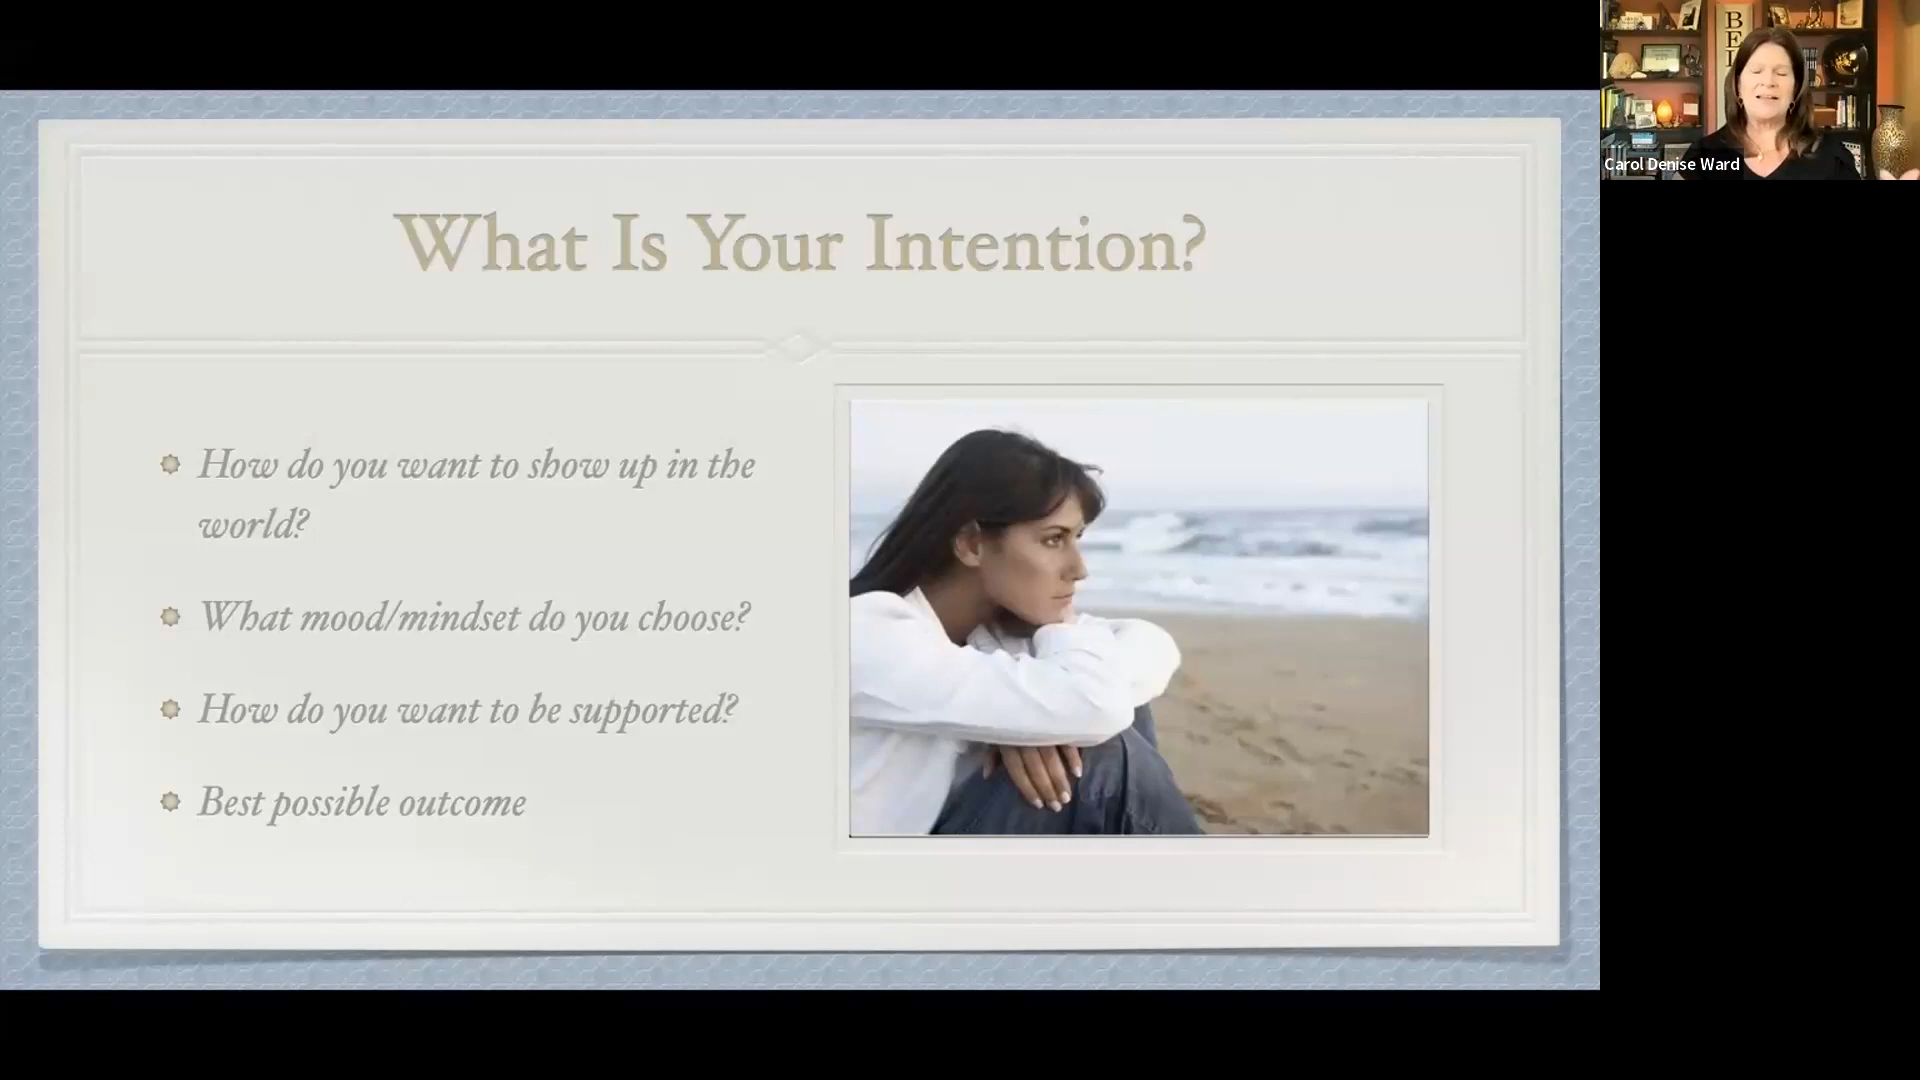 What Is Your Intention?
How do you want to show up in the
world?
What mood/mindset do you choose?
How do you want to be supported?
Best possible outcome
BEL
Carol Denise Ward